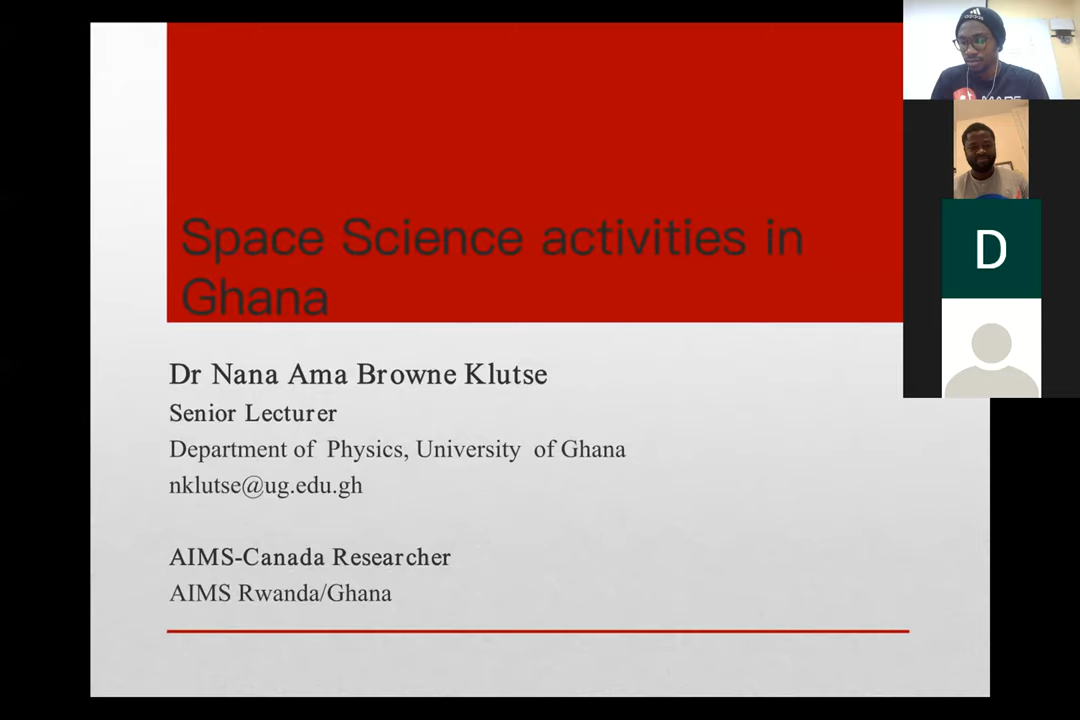 Space Science activities in
Ghana
Dr Nana Ama Browne Klutse
Senior Lecturer
Department of Physics, University of Ghana
nklutse@ug.edu.gh
AIMS-Canada Researcher
AIMS Rwanda/Ghana
adidas
D